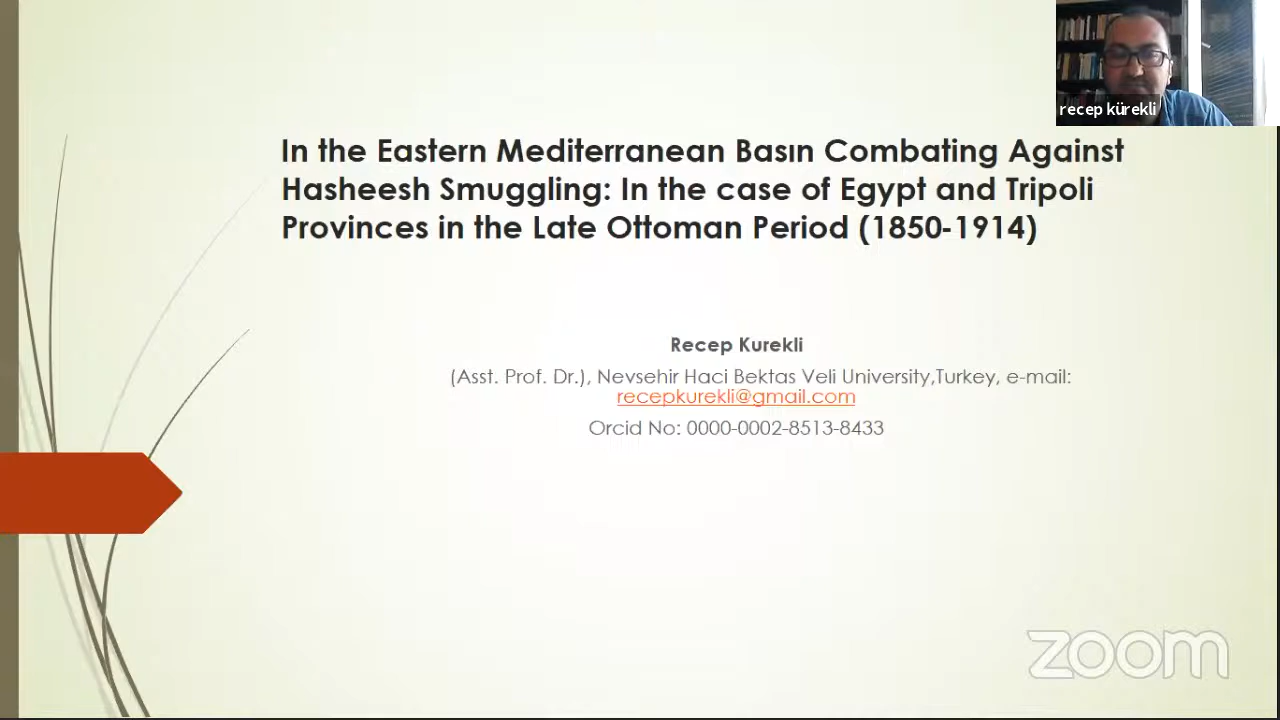 recep kürekli
In the Eastern Mediterranean Basın Combating Against
Hasheesh Smuggling: In the case of Egypt and Tripoli
Provinces in the Late Ottoman Period (1850-1914)
Recep Kurekli
(Asst. Prof. Dr.), Nevsehir Haci Bektas Veli University,Turkey, e-mail:
recepkurekli@gmail.com
Orcid No: 0000-0002-8513-8433
zoom